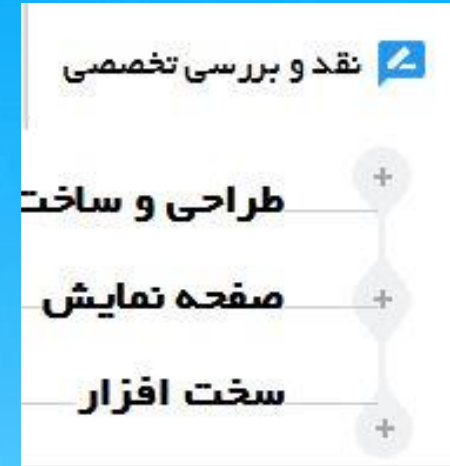 نقد و بررسی تخصصی
طراحی و ساخت
صفحه نمایش
سخت افزار